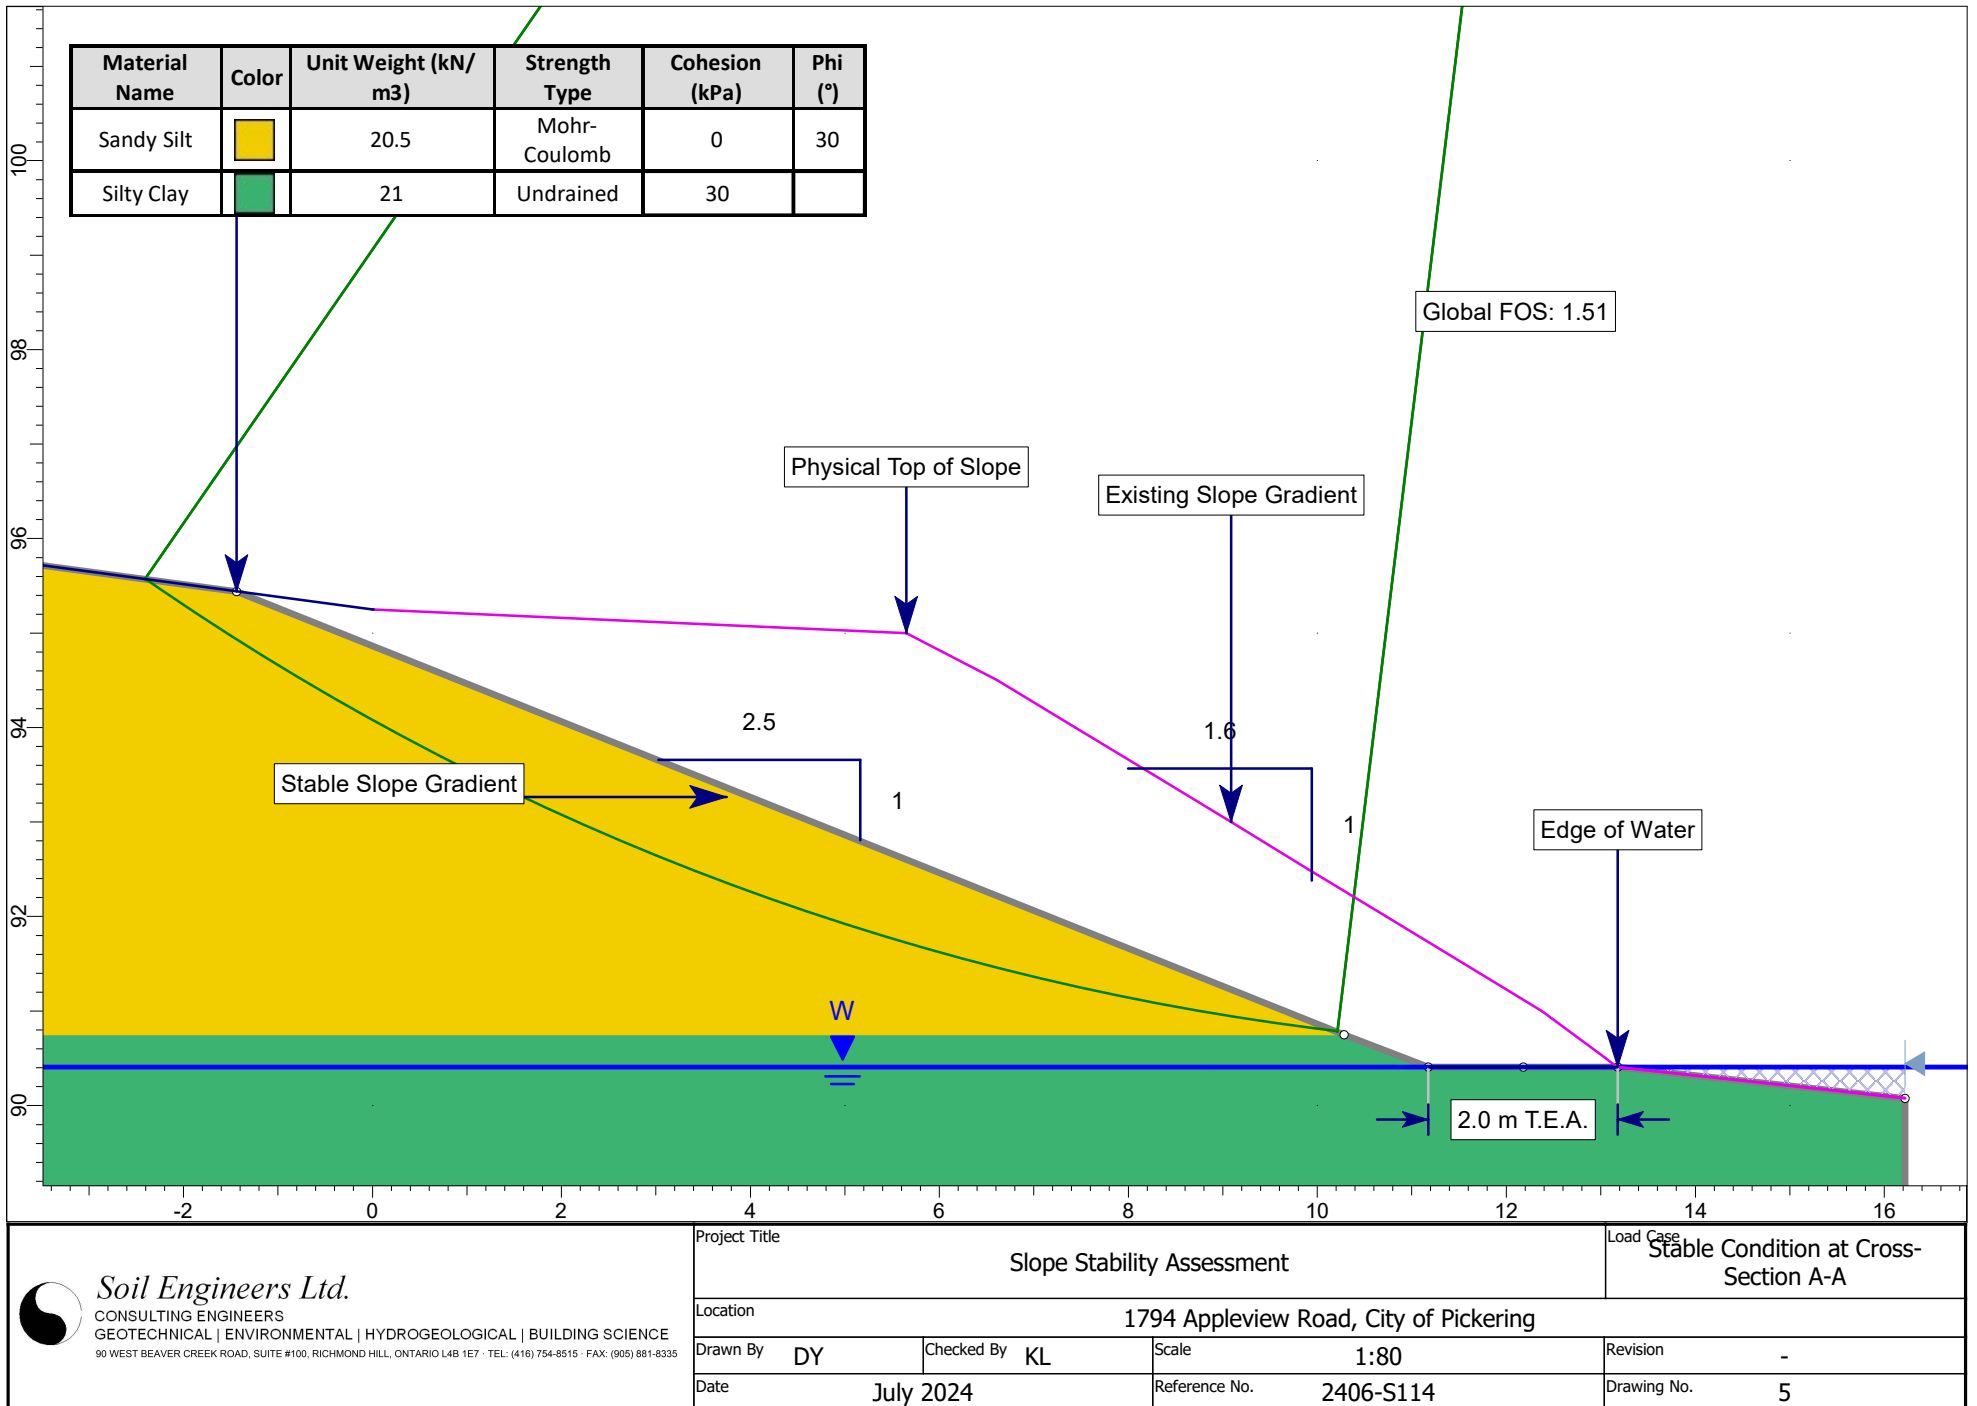 Material Name
Color
Unit Weight (kN/m3)
Strength Type
Cohesion (kPa)
Phi (°)
Sandy Silt
20.5
Mohr-Coulomb
0
30
Silty Clay
21
Undrained
30
Global FOS: 1.51
Physical Top of Slope
Existing Slope Gradient
2.5
1
1.6
1
Stable Slope Gradient
Edge of Water
W
2.0 m T.E.A.
100
98
96
94
92
90
-2
0
2
4
6
8
10
12
14
16
Soil Engineers Ltd.
CONSULTING ENGINEERS
GEOTECHNICAL | ENVIRONMENTAL | HYDROGEOLOGICAL | BUILDING SCIENCE
90 WEST BEAVER CREEK ROAD, SUITE #100, RICHMOND HILL, ONTARIO L4B 1E7 · TEL: (416) 754-8515 · FAX: (905) 881-8335
Project Title
Slope Stability Assessment
Load Case
Stable Condition at Cross-
Section A-A
Location
1794 Appleview Road, City of Pickering
Drawn By DY
Checked By KL
Scale 1:80
Revision -
Date July 2024
Reference No. 2406-S114
Drawing No. 5